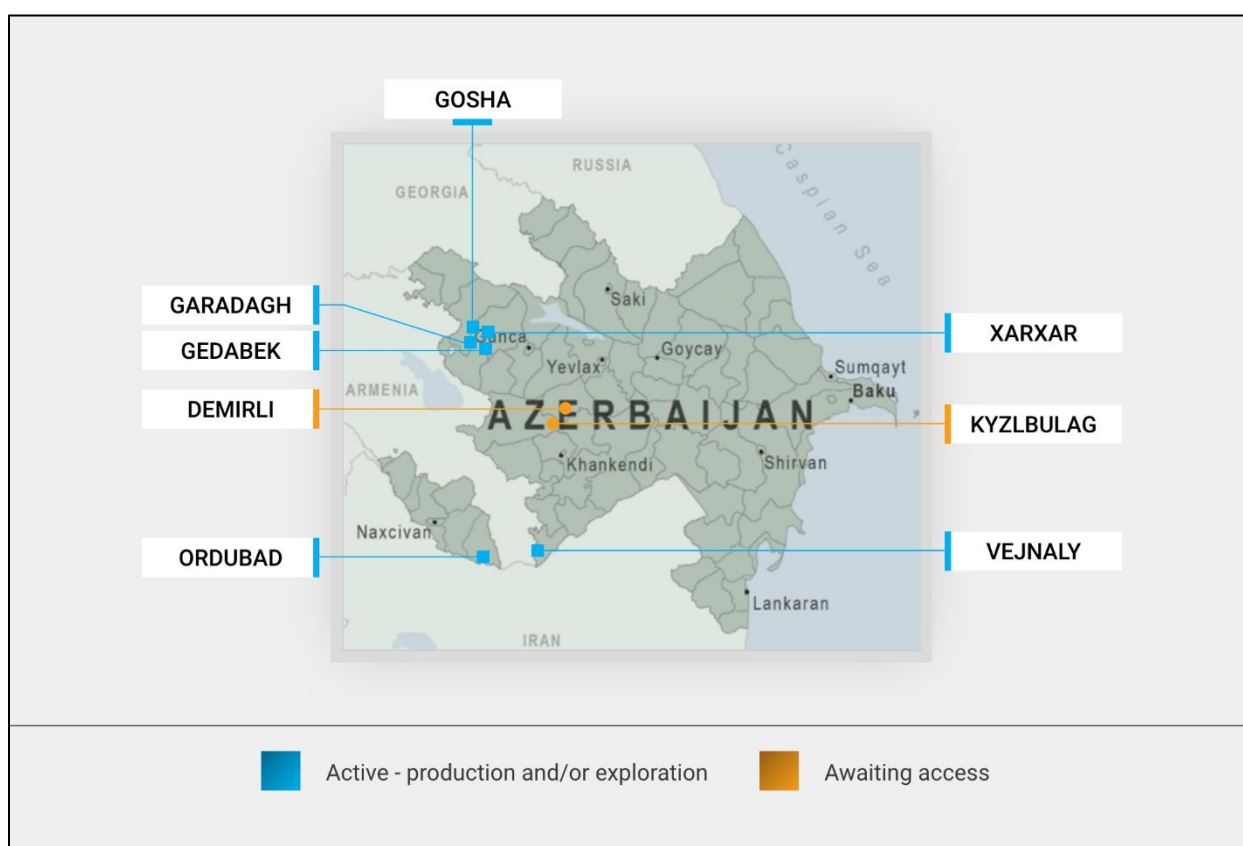 GOSHA
RUSSIA
GEORGIA
Caspian Sea
Saki
GARADAGH
XARXAR
GEDABEK
Ganca
Goycay
Yevlax
Sumqayt
ARMENIA
Baku
DEMIRLI
AZERBAIJAN
KYZLBULAG
Khankendi
Shirvan
Naxcivan
ORDUBAD
VEJNALY
Lankaran
IRAN
Active - production and/or exploration
Awaiting access